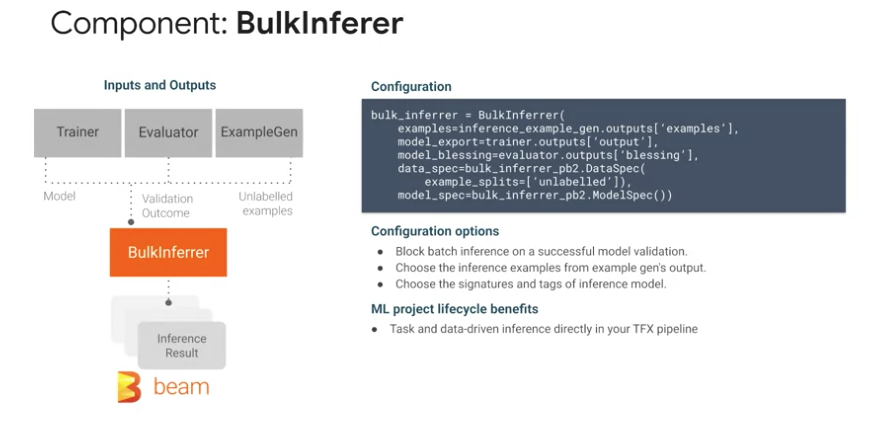 Component: BulkInferer
Inputs and Outputs
Trainer
Evaluator
ExampleGen
Model
Validation
Outcome
Unlabelled
examples
BulkInferrer
Inference
Result
beam
Configuration
bulk_inferrer = BulkInferrer(
    examples=inference_example_gen.outputs['examples'],
    model_export=trainer.outputs['output'],
    model_blessing=evaluator.outputs['blessing'],
    data_spec=bulk_inferrer_pb2.DataSpec(
        example_splits=['unlabelled']),
    model_spec=bulk_inferrer_pb2.ModelSpec())
Configuration options
● Block batch inference on a successful model validation.
● Choose the inference examples from example gen's output.
● Choose the signatures and tags of inference model.
ML project lifecycle benefits
● Task and data-driven inference directly in your TFX pipeline